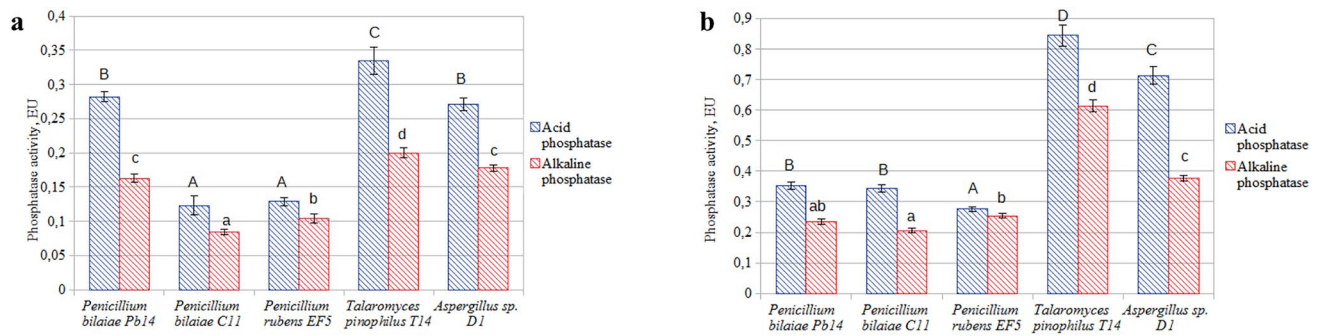 a
Phosphatase activity, EU
0,4
0,35
0,3
0,25
0,2
0,15
0,1
0,05
0
B
c
A
a
A
b
C
d
B
c
Penicillium
bilaiae Pb14
Penicillium
bilaiae C11
Penicillium
rubens EF5
Talaromyces
pinophilus T14
Aspergillus sp.
D1
Acid
phosphatase
Alkaline
phosphatase
b
Phosphatase activity, EU
0,9
0,8
0,7
0,6
0,5
0,4
0,3
0,2
0,1
0
B
ab
B
a
A
b
D
d
C
c
Penicillium
bilaiae Pb14
Penicillium
bilaiae C11
Penicillium
rubens EF5
Talaromyces
pinophilus T14
Aspergillus sp.
D1
Acid
phosphatase
Alkaline
phosphatase